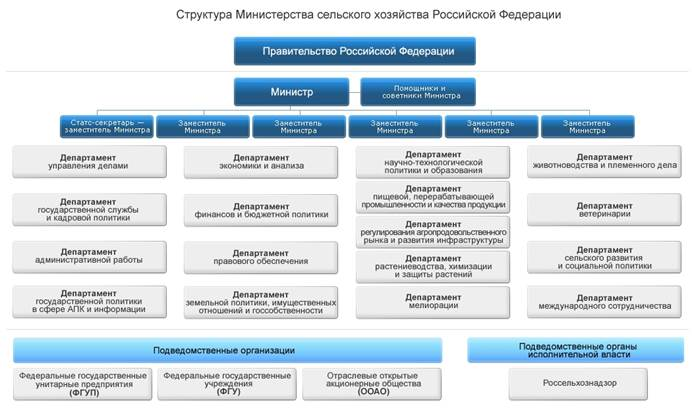 Структура Министерства сельского хозяйства Российской Федерации
Правительство Российской Федерации
Министр
Помощники и
советники Министра
Статс-секретарь —
заместитель Министра
Заместитель
Министра
Заместитель
Министра
Заместитель
Министра
Заместитель
Министра
Заместитель
Министра
Департамент
управления делами
Департамент
экономики и анализа
Департамент
научно-технологической
политики и образования
Департамент
животноводства и племенного дела
Департамент
государственной службы
и кадровой политики
Департамент
финансов и бюджетной политики
Департамент
пищевой, перерабатывающей
промышленности и качества продукции
Департамент
ветеринарии
Департамент
регулирования агропродовольственного
рынка и развития инфраструктуры
Департамент
административной работы
Департамент
правового обеспечения
Департамент
растениеводства, химизации
и защиты растений
Департамент
сельского развития
и социальной политики
Департамент
государственной политики
в сфере АПК и информации
Департамент
земельной политики, имущественных
отношений и госсобственности
Департамент
мелиорации
Департамент
международного сотрудничества
Подведомственные организации
Подведомственные органы
исполнительной власти
Федеральные государственные
унитарные предприятия
(ФГУП)
Федеральные государственные
учреждения
(ФГУ)
Отраслевые открытые
акционерные общества
(ООАО)
Россельхознадзор